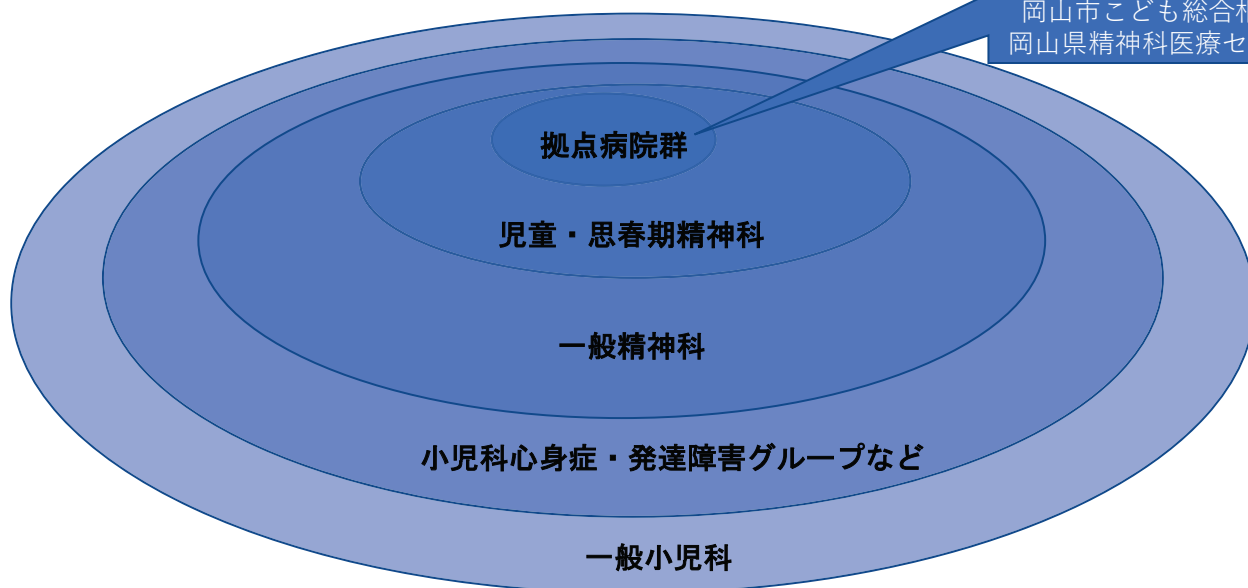 岡山市こども総合相
岡山県精神科医療セ
拠点病院群
児童・思春期精神科
一般精神科
小児科心身症・発達障害グループなど
一般小児科